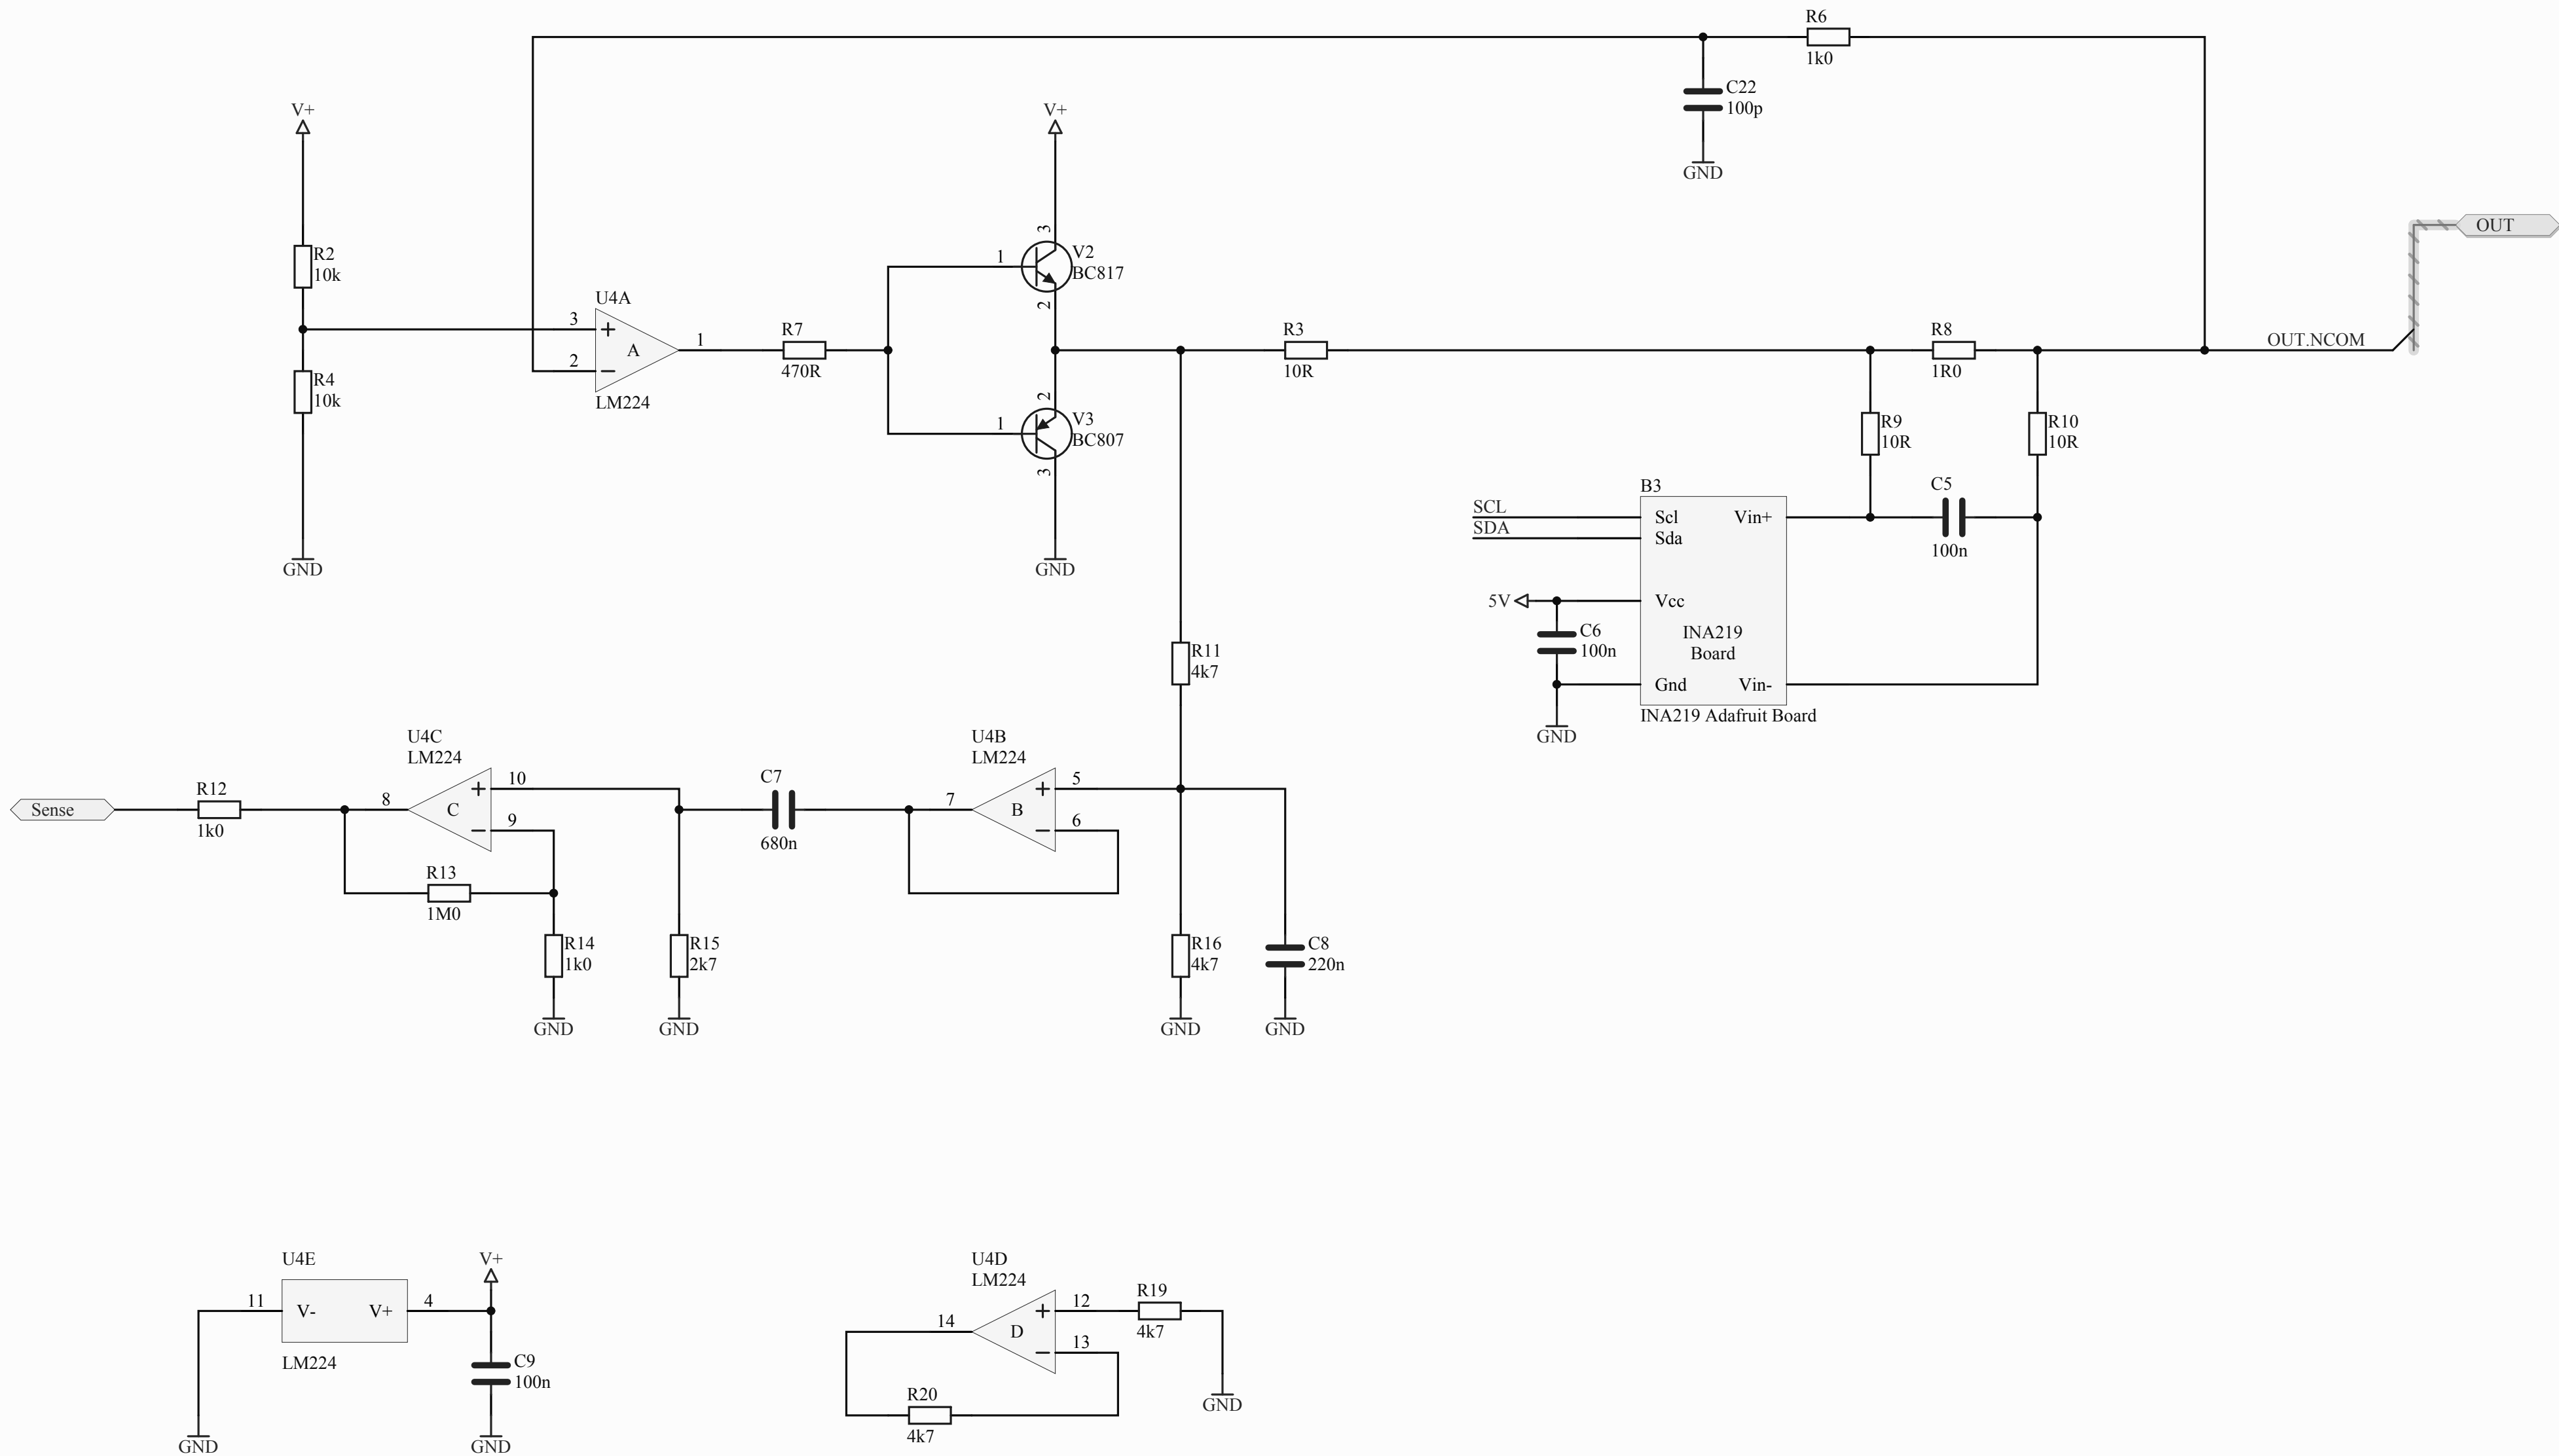 R6
1k0
C22
100p
GND
V+
V+
R2
10k
R4
10k
GND
U4A
3
2
A
1
LM224
R7
470R
1
3
2
V2
BC817
1
2
3
V3
BC807
GND
R3
10R
R8
1R0
OUT.NCOM
OUT
R9
10R
R10
10R
C5
100n
B3
SCL
SDA
Scl
Sda
Vin+
5V
Vcc
INA219
Board
Gnd
Vin-
C6
100n
GND
INA219 Adafruit Board
R11
4k7
Sense
R12
1k0
U4C
LM224
8
C
10
9
R13
1M0
R14
1k0
GND
R15
2k7
GND
C7
680n
U4B
LM224
7
B
5
6
R16
4k7
GND
C8
220n
GND
U4E
11
V-
V+
4
LM224
V+
C9
100n
GND
GND
U4D
LM224
14
D
12
13
R19
4k7
GND
R20
4k7